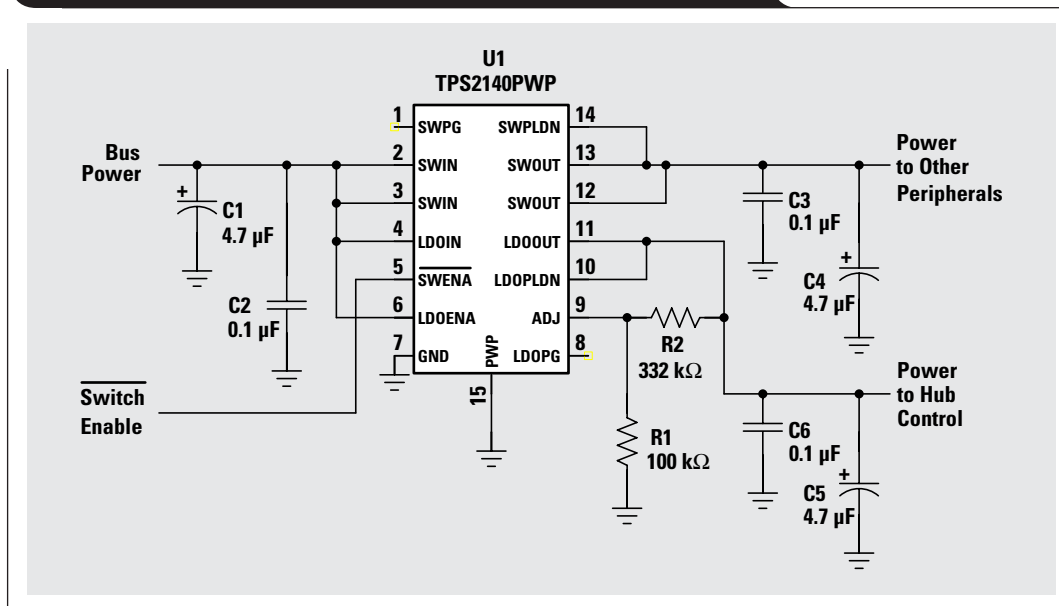 U1
TPS2140PWP
1 SWPG SWPLDN 14
2 SWIN SWOUT 13
3 SWIN SWOUT 12
4 LDOIN LDOOUT 11
5 SWENA LDOPLDN 10
6 LDOENA ADJ 9
7 GND LDOPG 8
PWP
15
Bus
Power
+
C1
4.7 µF
C2
0.1 µF
Switch
Enable
R2
332 kΩ
R1
100 kΩ
Power
to Other
Peripherals
C3
0.1 µF
+
C4
4.7 µF
Power
to Hub
Control
C6
0.1 µF
+
C5
4.7 µF